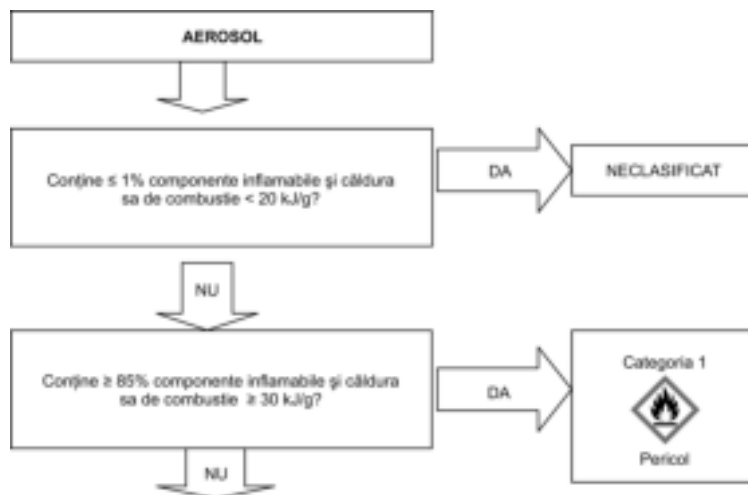 AEROSOL
Conține ≤ 1% componente inflamabile și căldura
sa de combustie < 20 kJ/g?
DA
NECLASIFICAT
NU
Conține ≥ 85% componente inflamabile și căldura
sa de combustie ≥ 30 kJ/g?
DA
Categoria 1
Pericol
NU